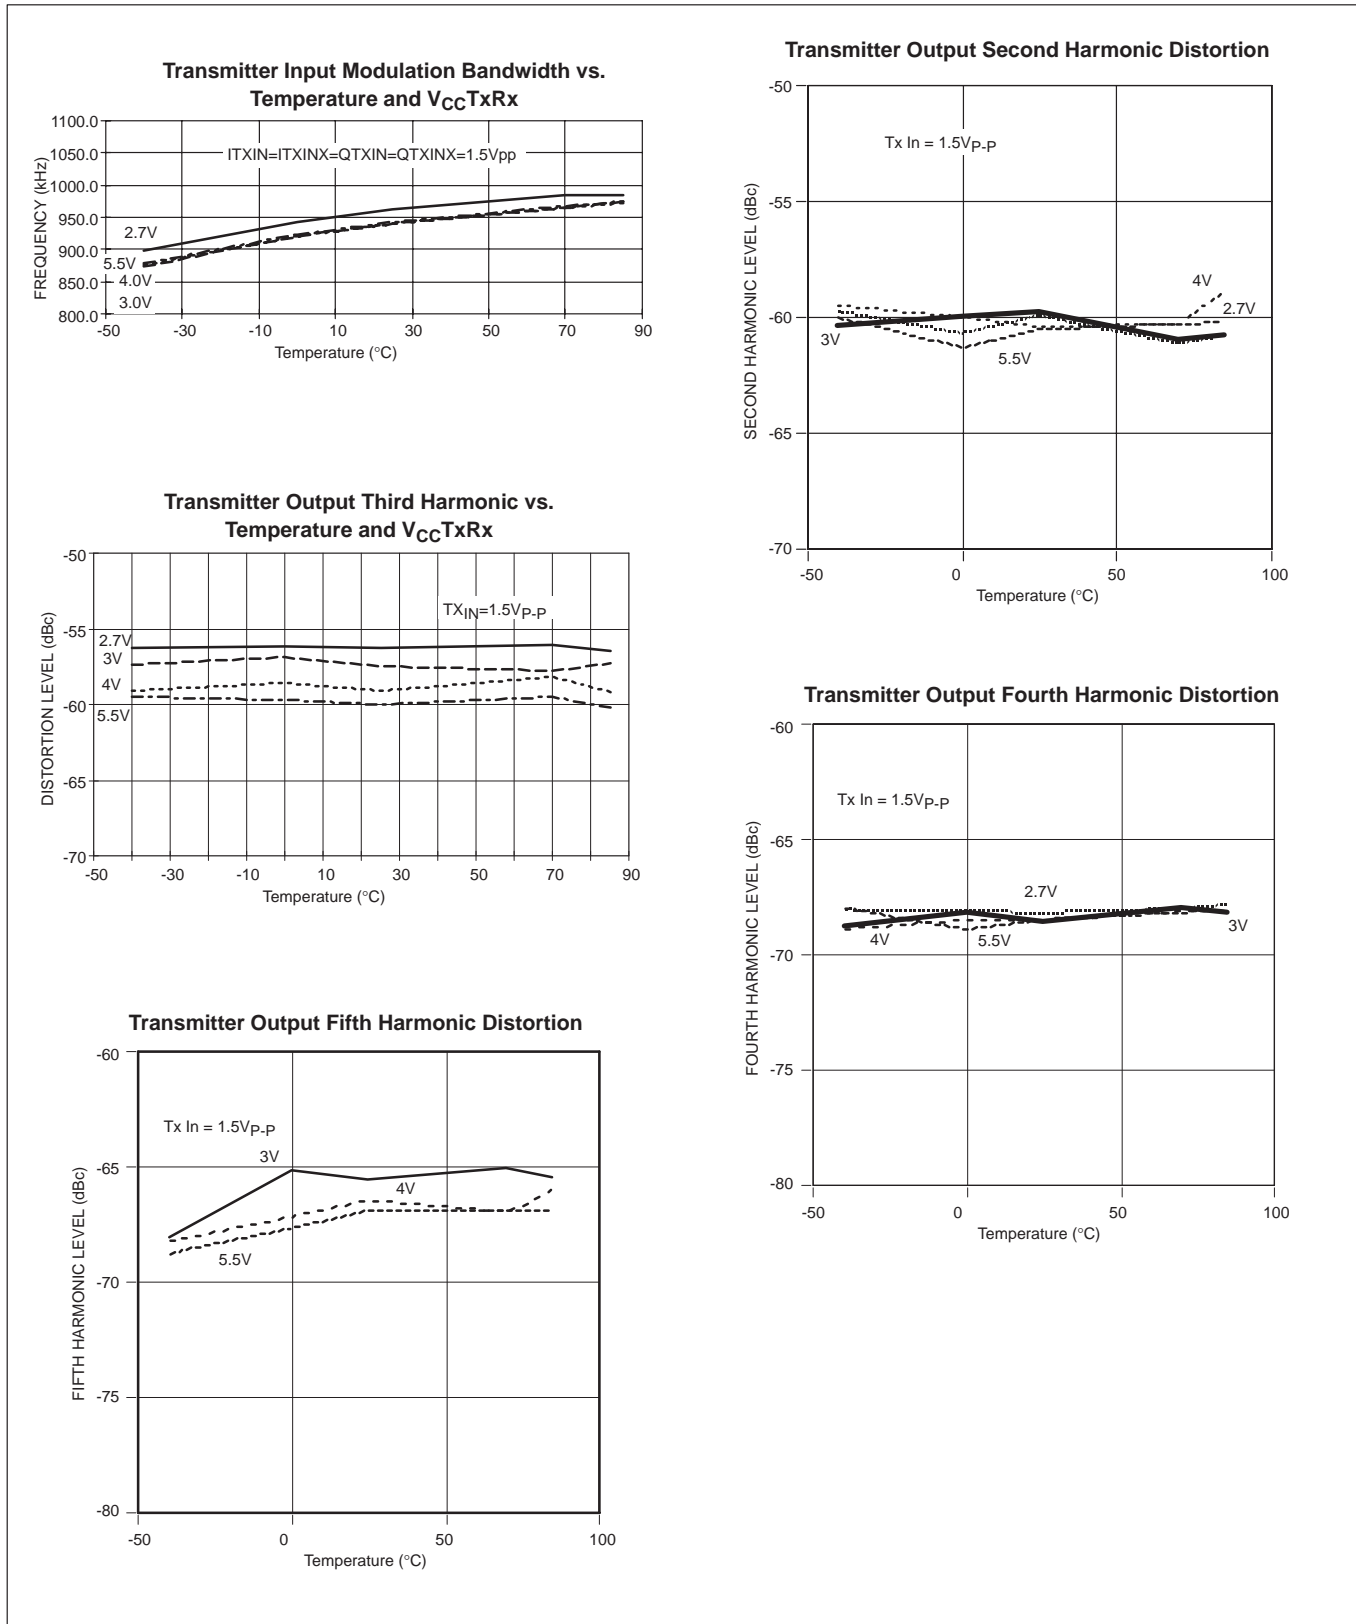 Transmitter Input Modulation Bandwidth vs.
Temperature and VCCTxRx
FREQUENCY (kHz)
1100.0
1050.0
1000.0
950.0
900.0
850.0
800.0
ITXIN=ITXINX=QTXIN=QTXINX=1.5Vpp
2.7V
5.5V
4.0V
3.0V
-50 -30 -10 10 30 50 70 90
Temperature (°C)
Transmitter Output Second Harmonic Distortion
SECOND HARMONIC LEVEL (dBc)
-50
-55
-60
-65
-70
Tx In = 1.5VP-P
4V
2.7V
3V
5.5V
-50 0 50 100
Temperature (°C)
Transmitter Output Third Harmonic vs.
Temperature and VCCTxRx
DISTORTION LEVEL (dBc)
-50
-55
-60
-65
-70
TXIN=1.5VP-P
2.7V
3V
4V
5.5V
-50 -30 -10 10 30 50 70 90
Temperature (°C)
Transmitter Output Fourth Harmonic Distortion
FOURTH HARMONIC LEVEL (dBc)
-60
-65
-70
-75
-80
Tx In = 1.5VP-P
2.7V
4V
5.5V
3V
-50 0 50 100
Temperature (°C)
Transmitter Output Fifth Harmonic Distortion
FIFTH HARMONIC LEVEL (dBc)
-60
-65
-70
-75
-80
Tx In = 1.5VP-P
3V
4V
5.5V
-50 0 50 100
Temperature (°C)